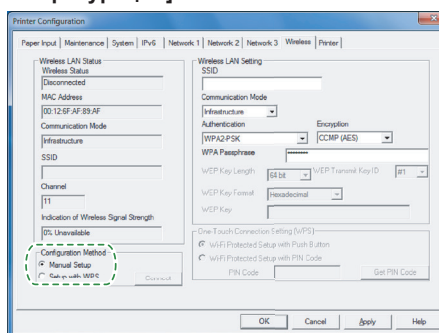 Printer Configuration
Paper Input | Maintenance | System | IPv6 | Network 1 | Network 2 | Network 3 | Wireless | Printer
Wireless LAN Status
Wireless Status
Disconnected
MAC Address
00:12:6F:AF:89:AF
Communication Mode
Infrastructure
SSID
Channel
11
Indication of Wireless Signal Strength
0% Unavailable
Configuration Method
Manual Setup
Setup with WPS
Connect
Wireless LAN Setting
SSID
Communication Mode
Infrastructure
Authentication Encryption
WPA2-PSK CCMP (AES)
WPA Passphrase ********
WEP Key Length 64 bit WEP Transmit Key ID #1
WEP Key Format Hexadecimal
WEP Key
One-Touch Connection Setting (WPS)
Wi-Fi Protected Setup with Push Button
Wi-Fi Protected Setup with PIN Code
PIN Code Get PIN Code
OK Cancel Apply Help